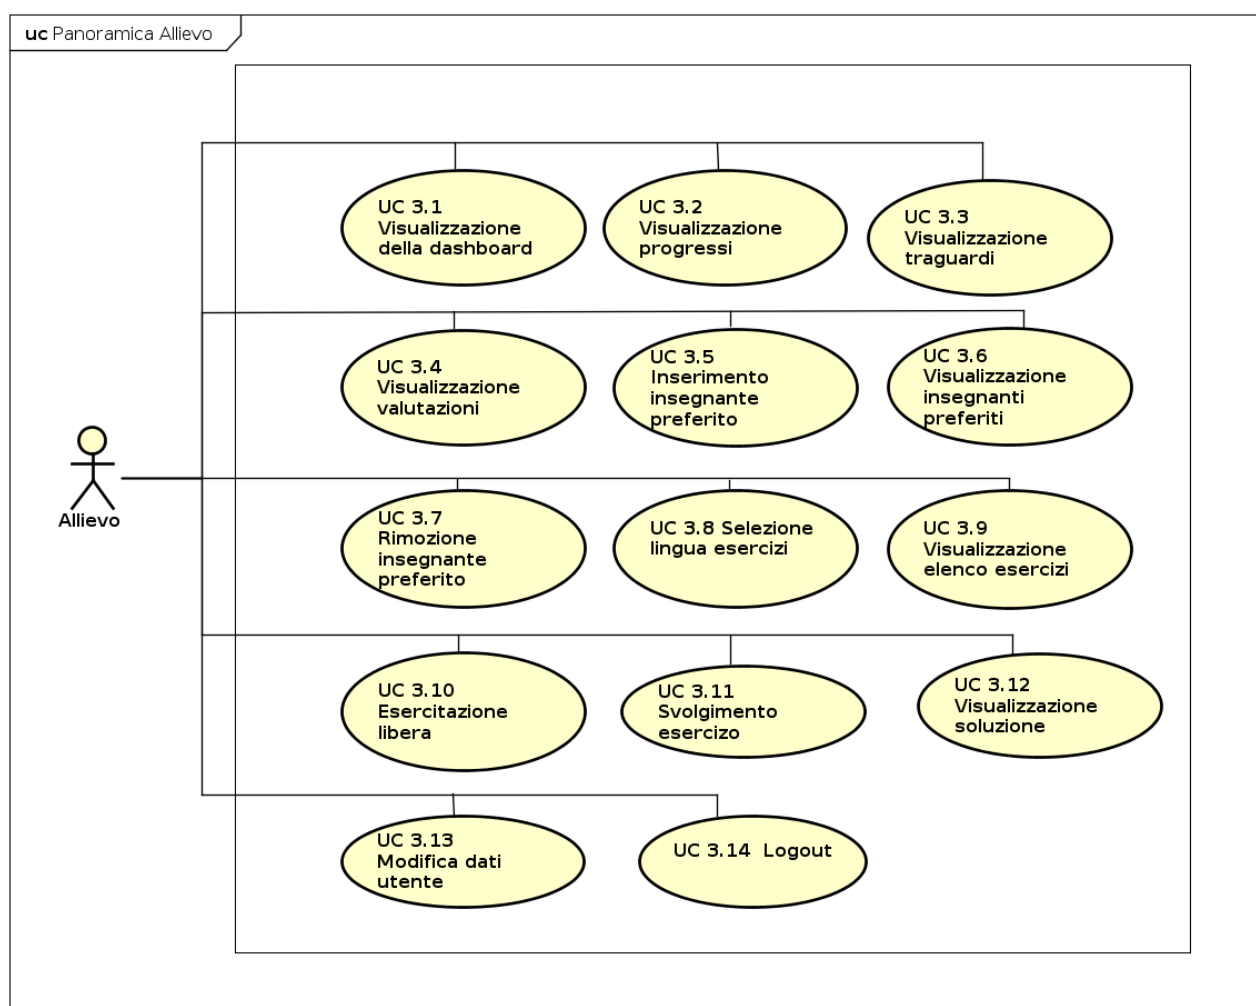 uc Panoramica Allievo
UC 3.1
Visualizzazione
della dashboard
UC 3.2
Visualizzazione
progressi
UC 3.3
Visualizzazione
traguardi
UC 3.4
Visualizzazione
valutazioni
UC 3.5
Inserimento
insegnante
preferito
UC 3.6
Visualizzazione
insegnanti
preferiti
Allievo
UC 3.7
Rimozione
insegnante
preferito
UC 3.8 Selezione
lingua esercizi
UC 3.9
Visualizzazione
elenco esercizi
UC 3.10
Esercitazione
libera
UC 3.11
Svolgimento
esercizo
UC 3.12
Visualizzazione
soluzione
UC 3.13
Modifica dati
utente
UC 3.14 Logout